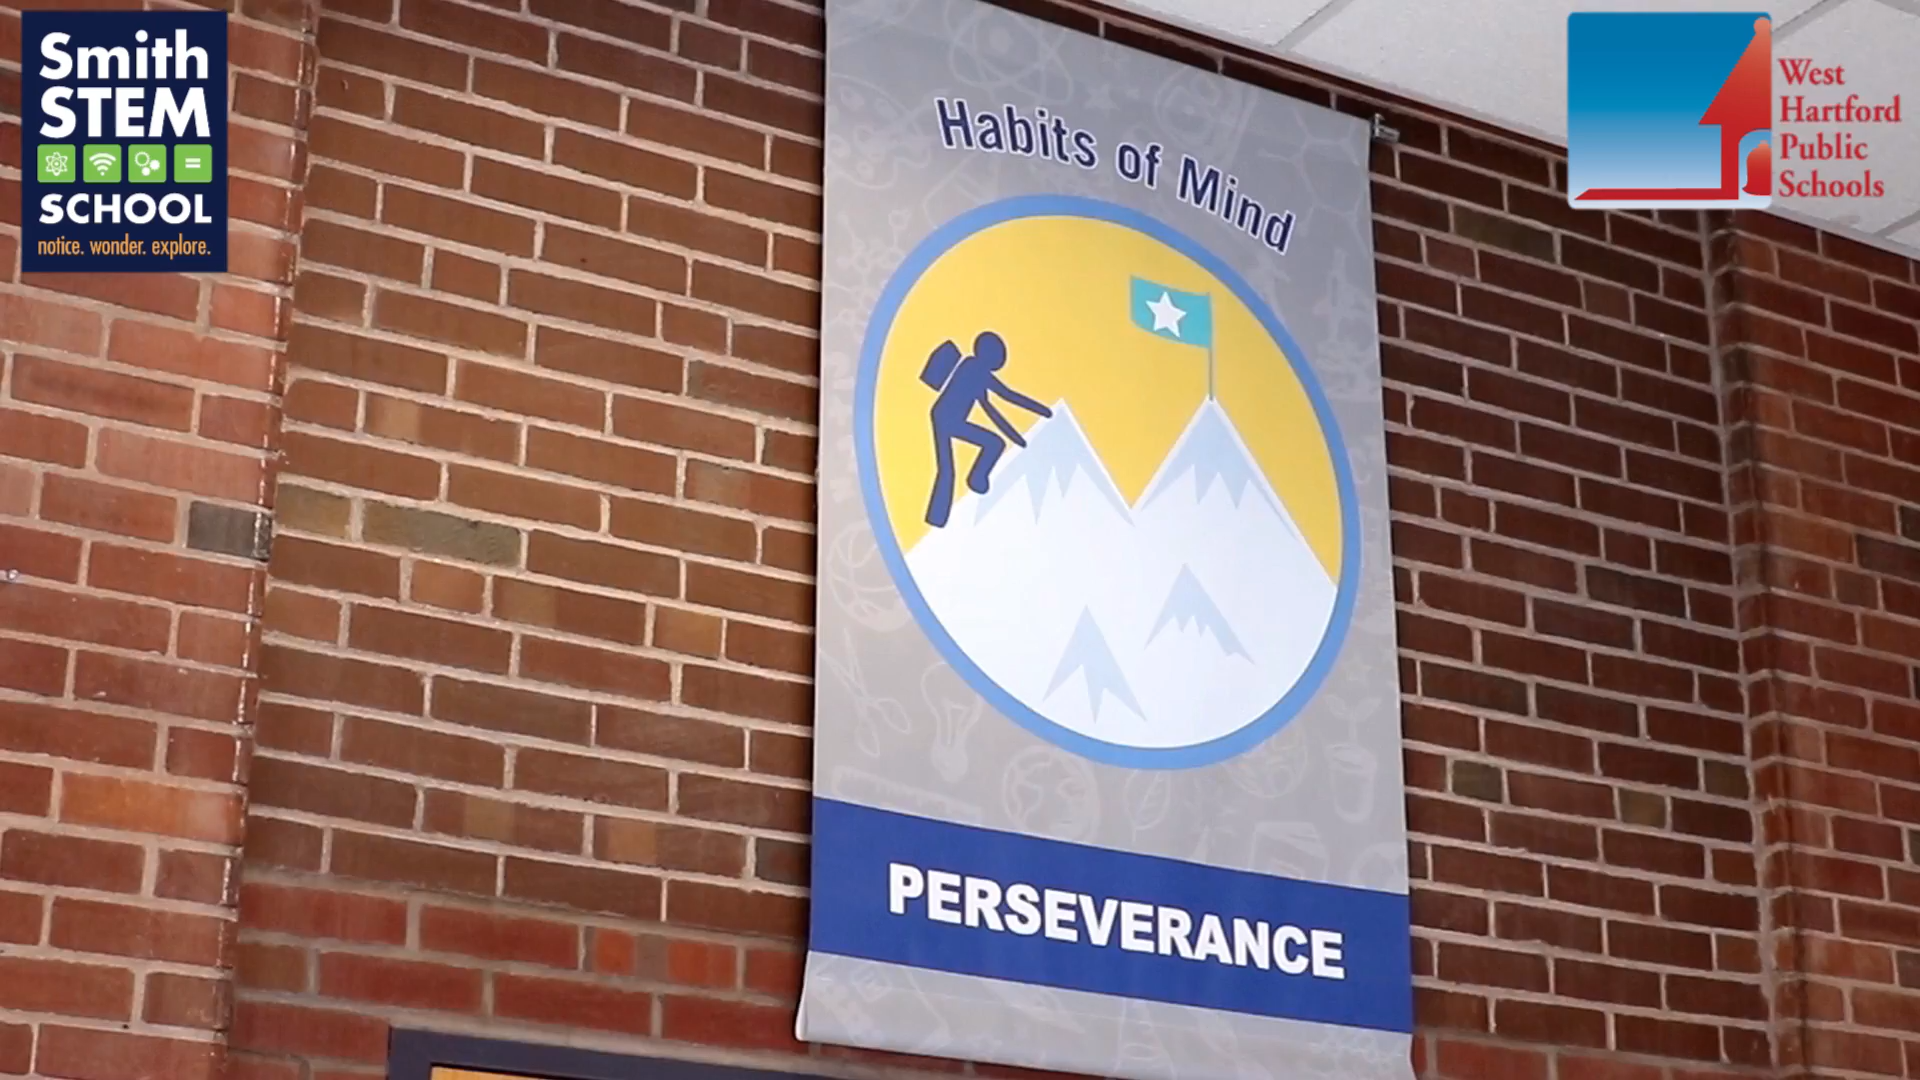 Smith
STEM
SCHOOL
notice. wonder. explore.
West
Hartford
Public
Schools
Habits of Mind
PERSEVERANCE